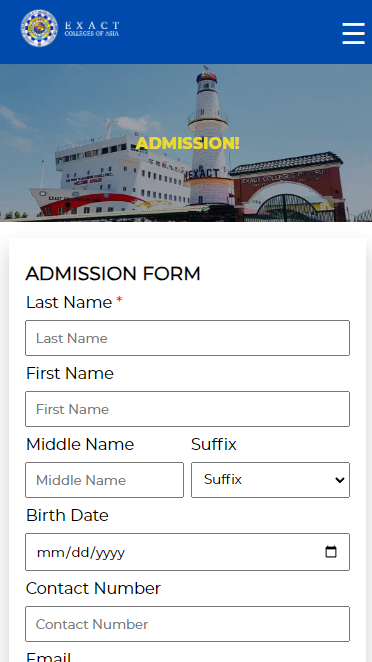 EXACT
COLLEGES OF ASIA
ADMISSION!
EXACT
ADMISSION FORM
Last Name *
Last Name
First Name
First Name
Middle Name Suffix
Middle Name Suffix
Birth Date
mm/dd/yyyy
Contact Number
Contact Number
Email